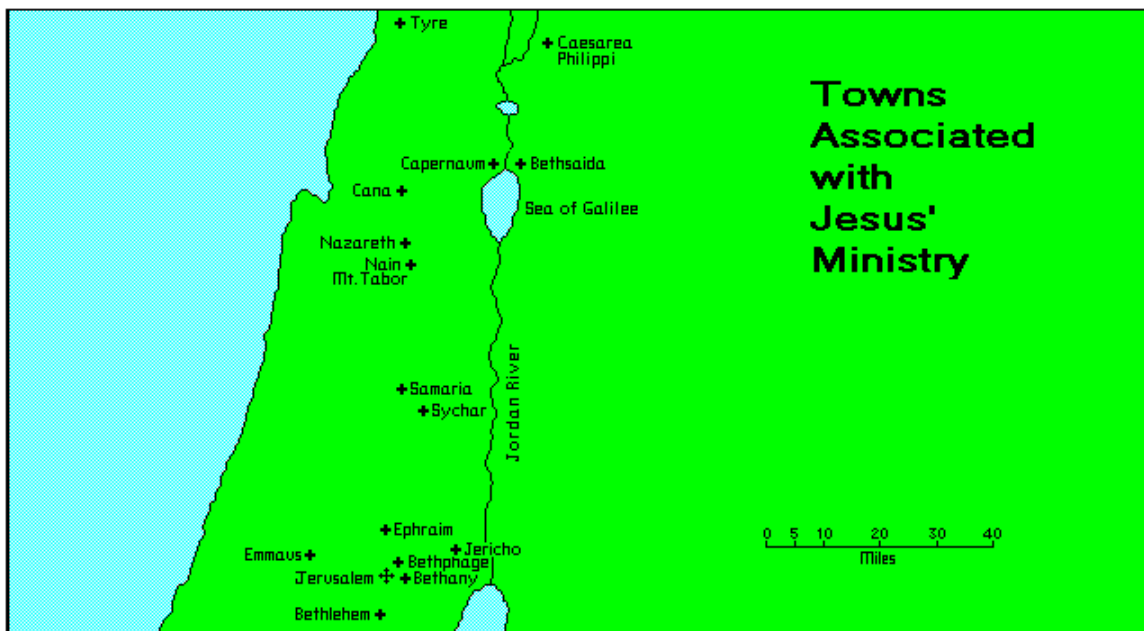 Tyre
Caesarea
Philippi
Towns
Associated
with
Jesus'
Ministry
Capernaum
Bethsaida
Cana
Sea of Galilee
Nazareth
Nain
Mt. Tabor
Jordan River
Samaria
Sychar
Ephraim
0 5 10 20 30 40
Miles
Jericho
Emmaus
Bethphage
Jerusalem
Bethany
Bethlehem